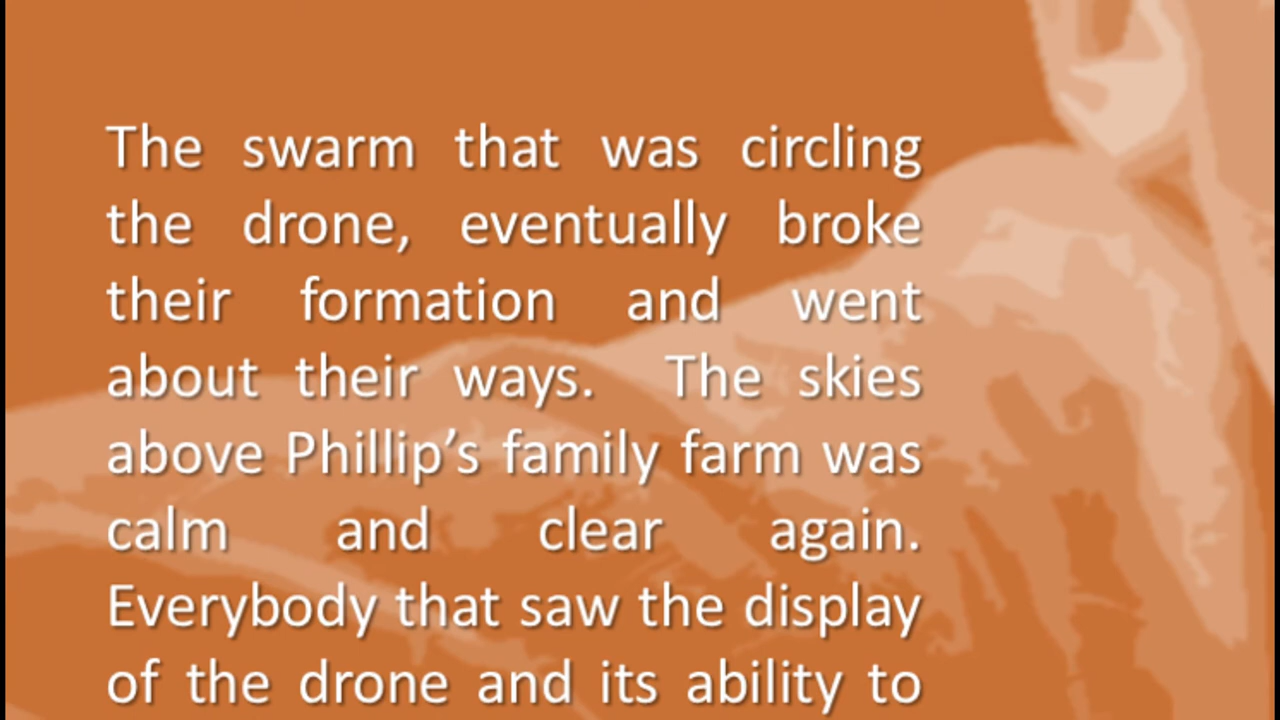 The swarm that was circling
the drone, eventually broke
their formation and went
about their ways. The skies
above Phillip’s family farm was
calm and clear again.
Everybody that saw the display
of the drone and its ability to